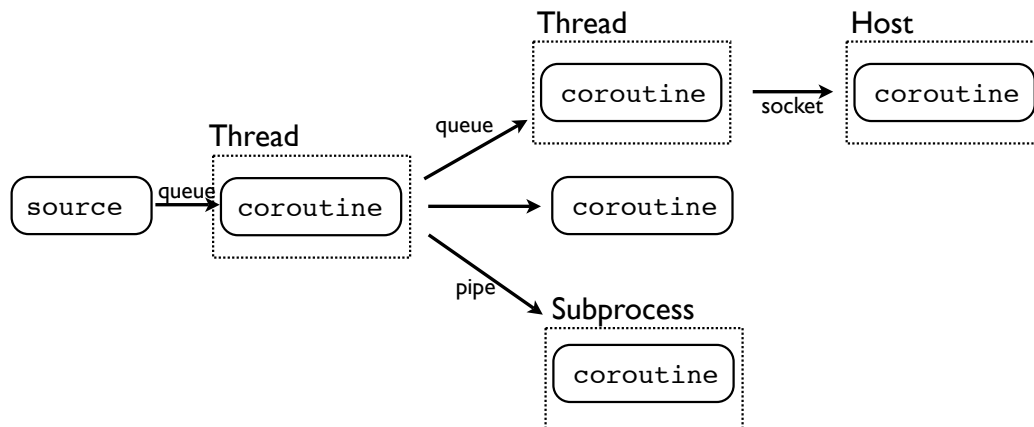 Thread
Host
coroutine
coroutine
socket
queue
Thread
queue
source
coroutine
coroutine
pipe
Subprocess
coroutine